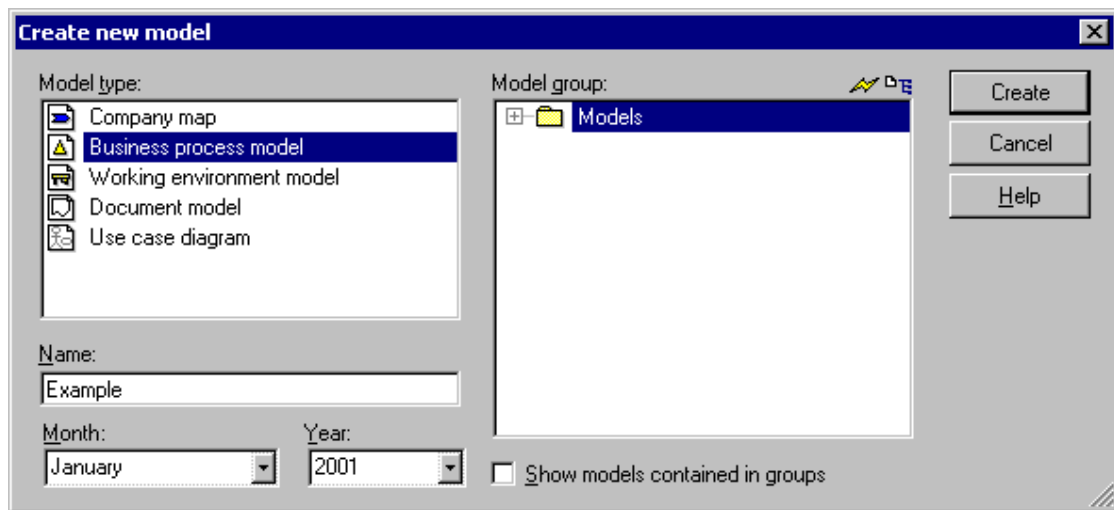 Create new model
Model type:
Company map
Business process model
Working environment model
Document model
Use case diagram
Name:
Example
Month:
Year:
January
2001
Model group:
Models
Show models contained in groups
Create
Cancel
Help